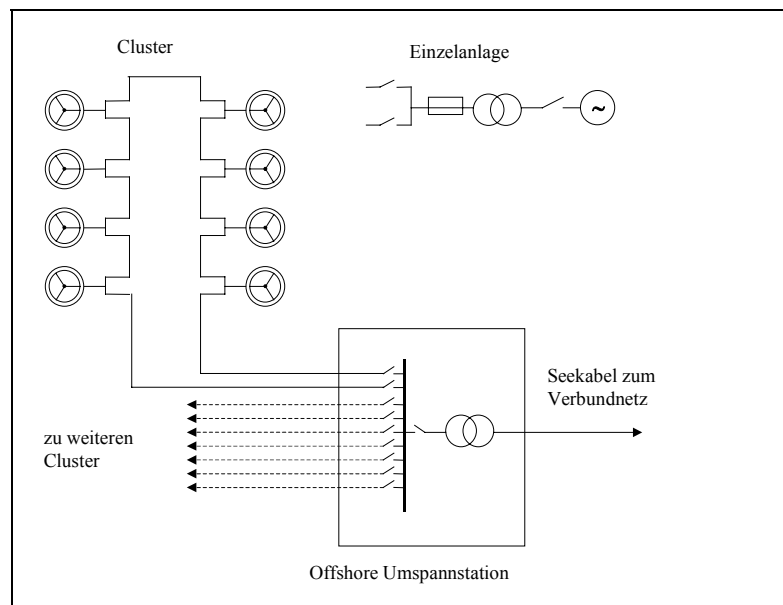 Cluster
Einzelanlage
~
Seekabel zum
Verbundnetz
zu weiteren
Cluster
Offshore Umspannstation